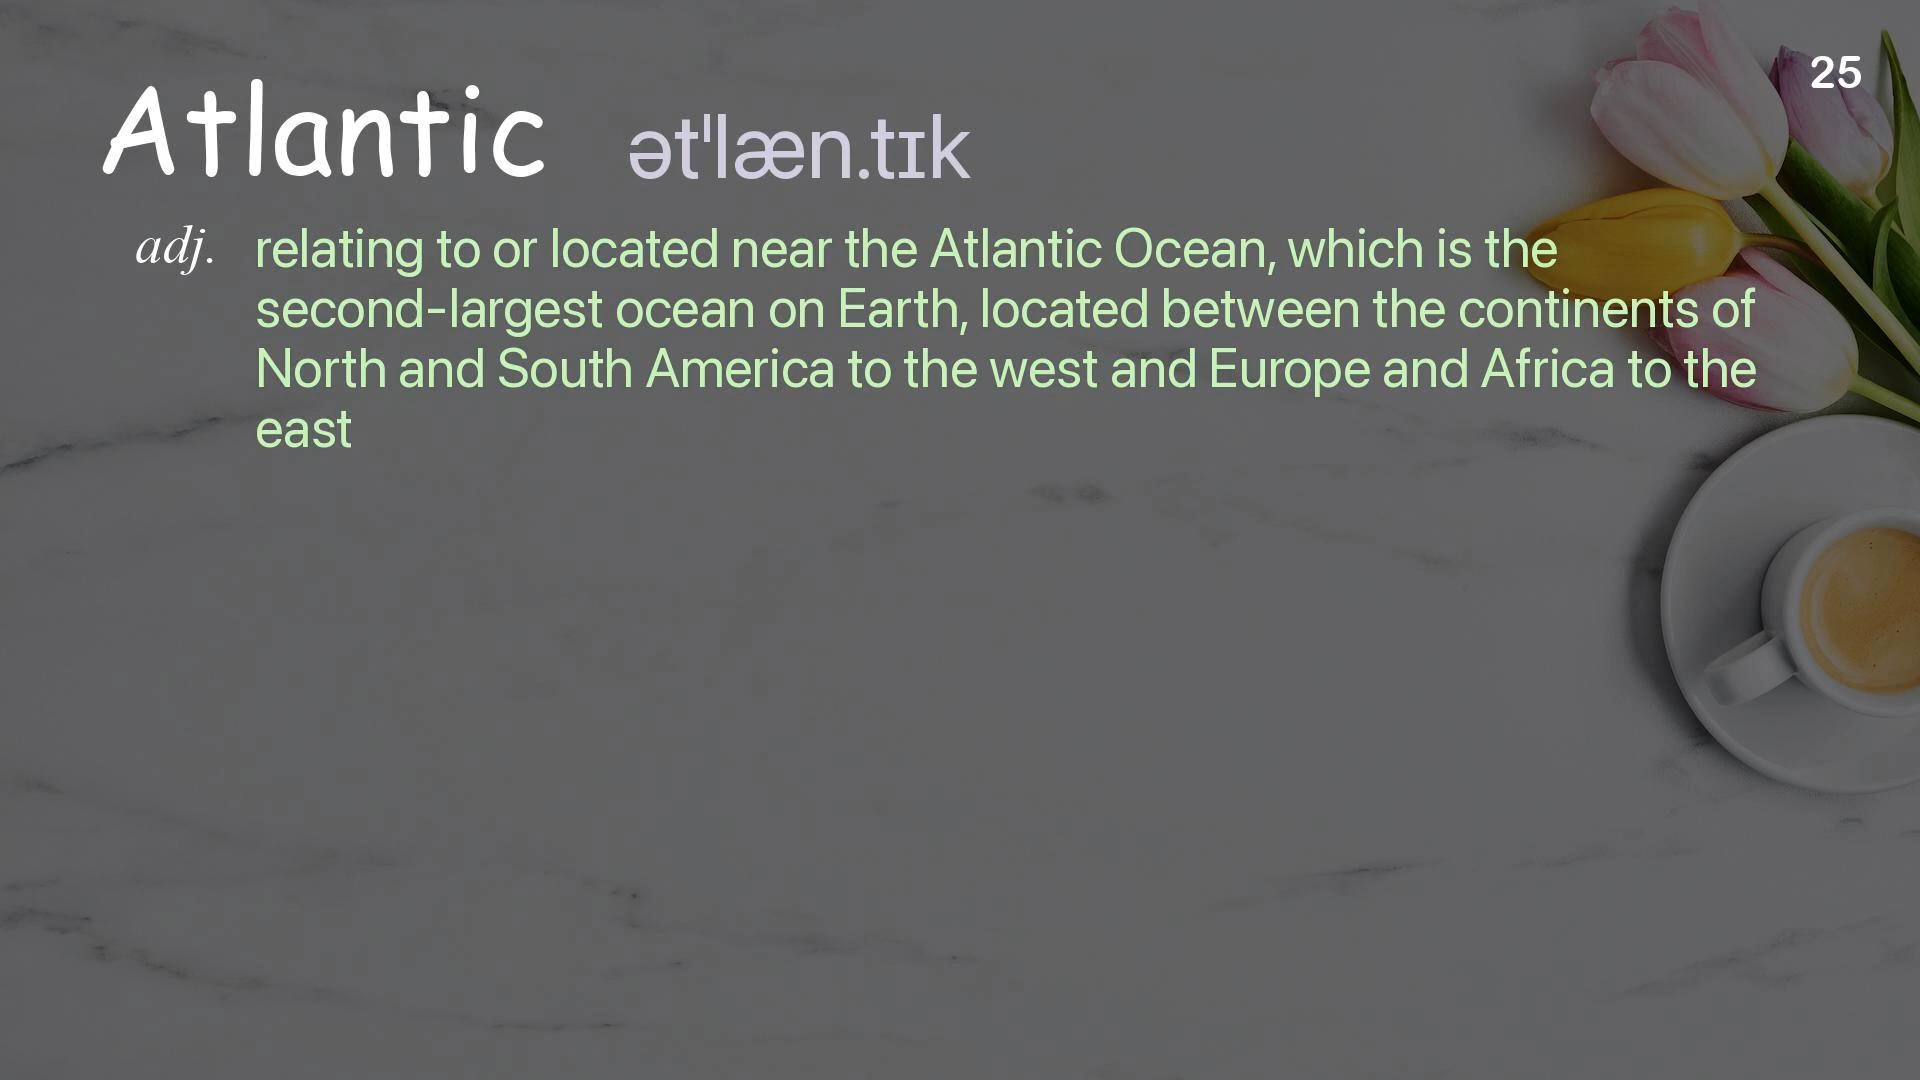 25
Atlantic ətˈlæn.tɪk
adj. relating to or located near the Atlantic Ocean, which is the
second-largest ocean on Earth, located between the continents of
North and South America to the west and Europe and Africa to the
east